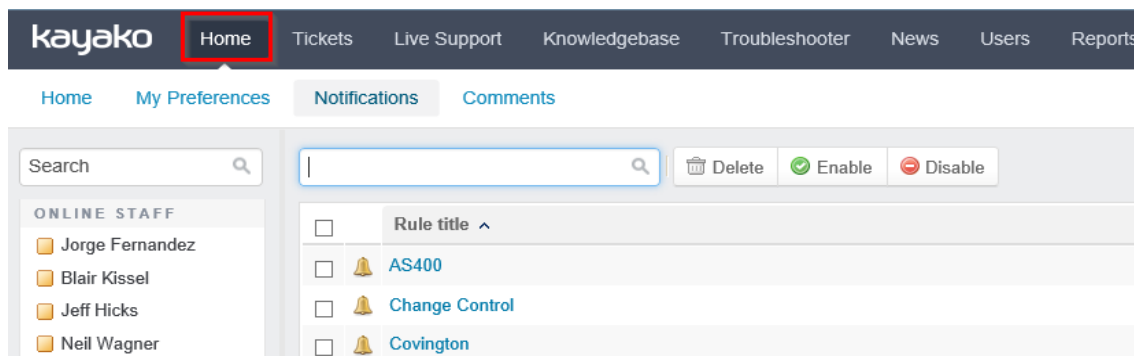 kayako Home Tickets Live Support Knowledgebase Troubleshooter News Users Reports
Home My Preferences Notifications Comments
Search Delete Enable Disable
ONLINE STAFF
Rule title
Jorge Fernandez
AS400
Blair Kissel
Change Control
Jeff Hicks
Neil Wagner
Covington